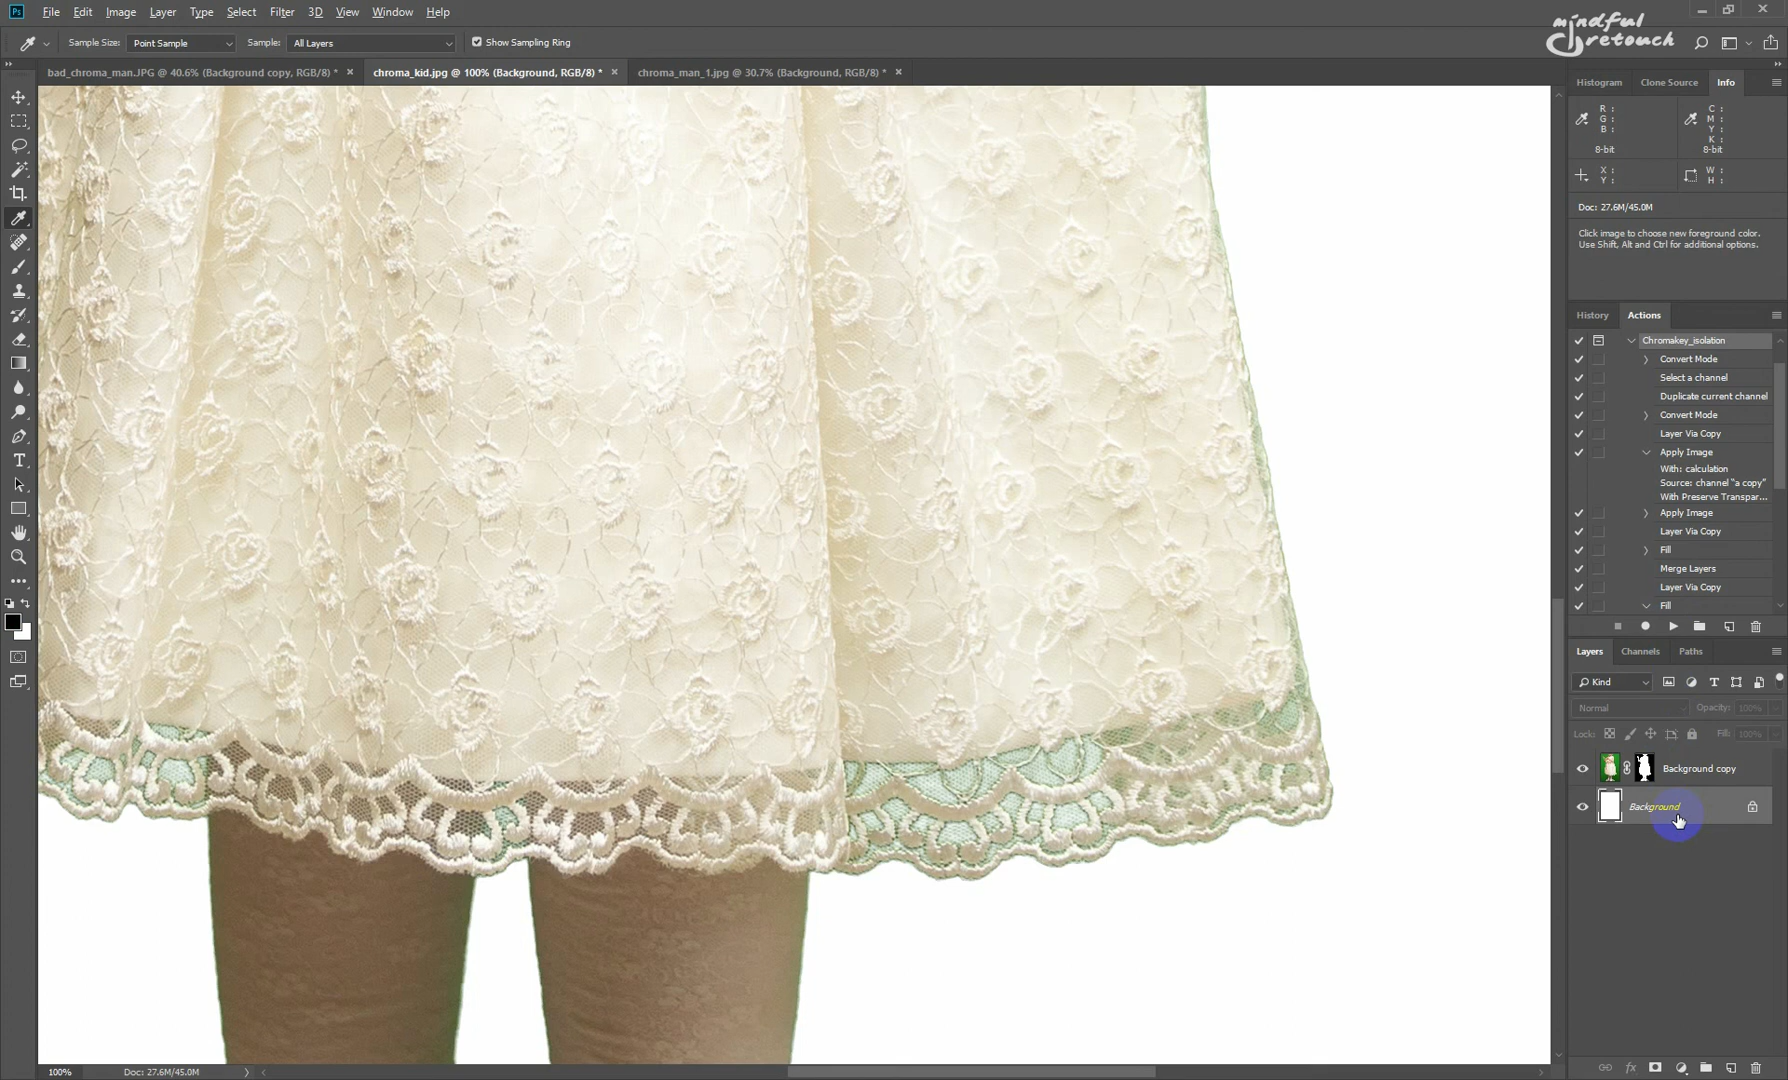 Ps File Edit Image Layer Type Select Filter 3D View Window Help
mindful retouch
Sample Size: Point Sample Sample: All Layers Show Sampling Ring
bad_chroma_man.JPG @ 40.6% (Background copy, RGB/8) * × chroma_kid.jpg @ 100% (Background, RGB/8) * × chroma_man_1.jpg @ 30.7% (Background, RGB/8) * ×
Histogram Clone Source Info
R : C :
G : M :
B : Y :
K :
8-bit 8-bit
X : W :
Y : H :
Doc: 27.6M/45.0M
Click image to choose new foreground color.
Use Shift, Alt and Ctrl for additional options.
History Actions
Chromakey_isolation
Convert Mode
Select a channel
Duplicate current channel
Convert Mode
Layer Via Copy
Apply Image
With: calculation
Source: channel "a copy"
With Preserve Transpar...
Apply Image
Layer Via Copy
Fill
Merge Layers
Layer Via Copy
Fill
Layers Channels Paths
Kind
Normal Opacity: 100%
Lock: Fill: 100%
Background copy
Background
fx
100% Doc: 27.6M/45.0M